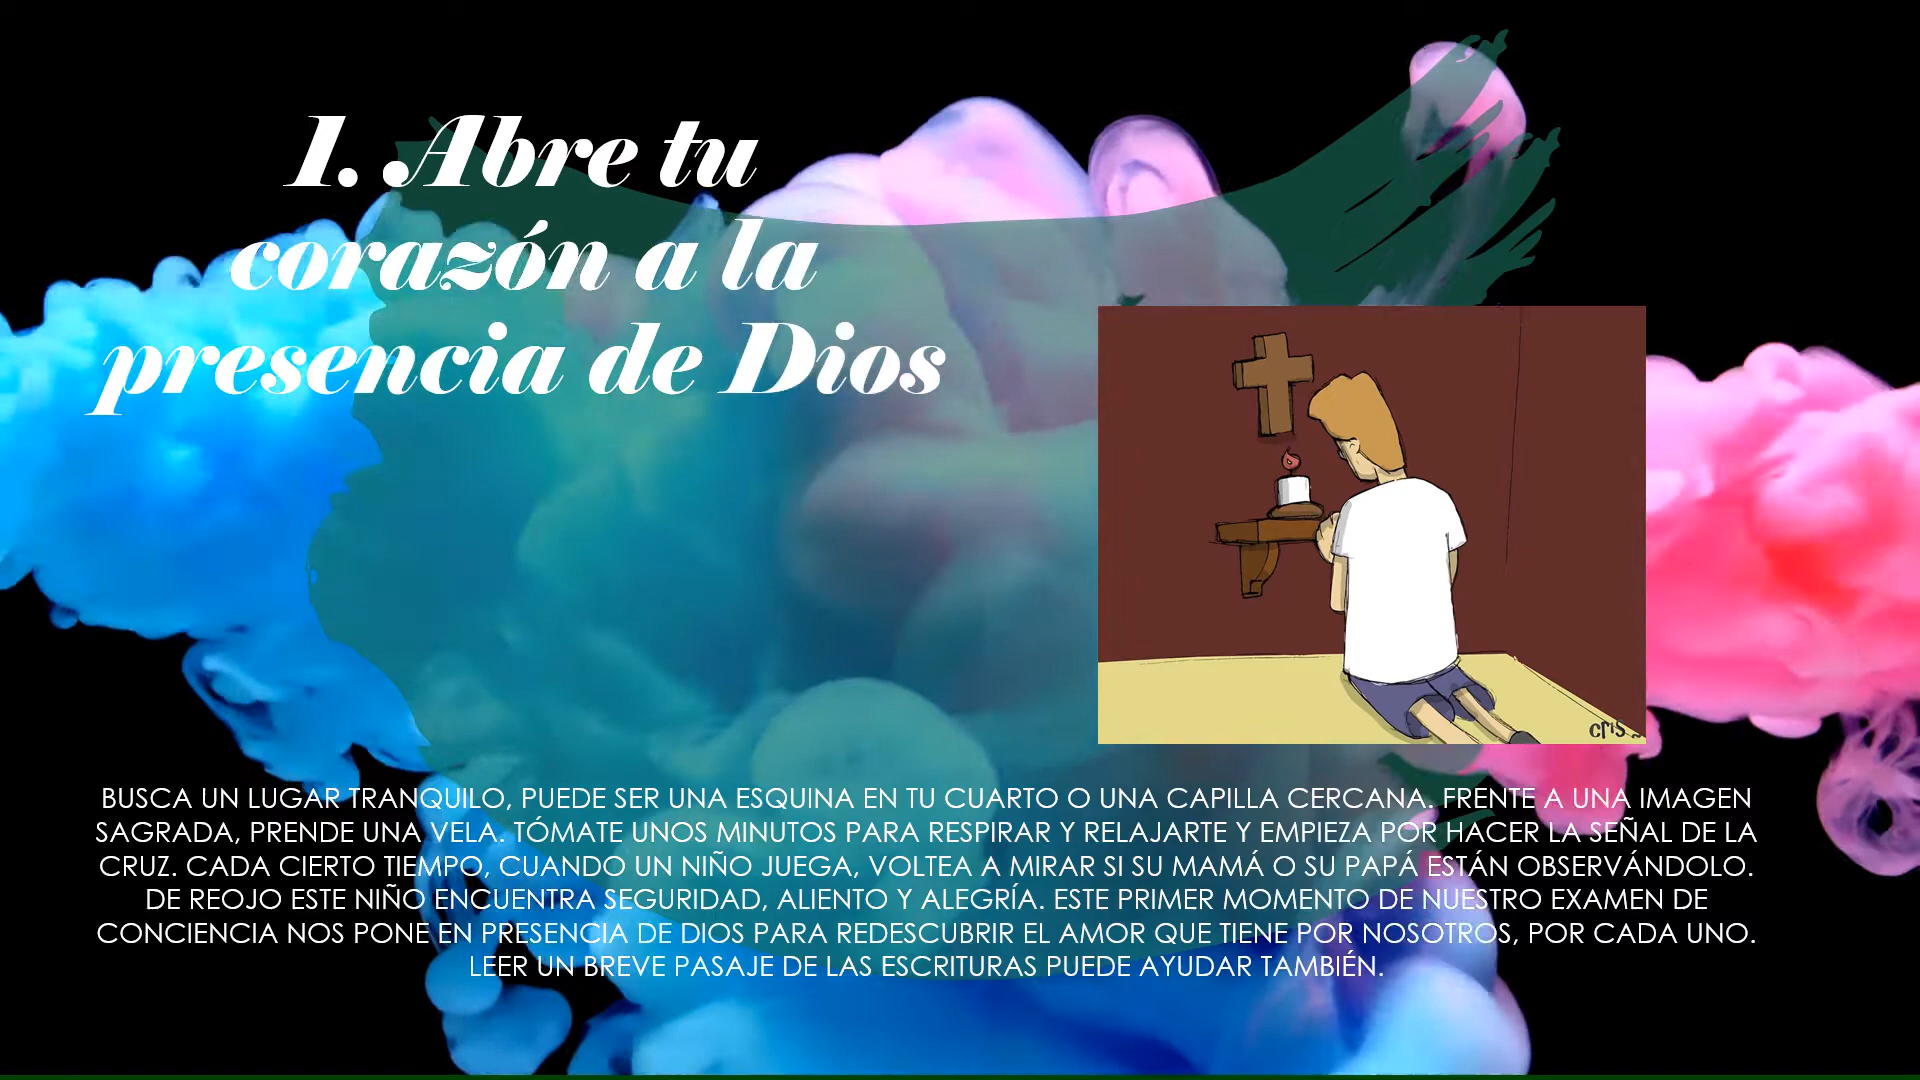 1. Abre tu
corazón a la
presencia de Dios
cris
BUSCA UN LUGAR TRANQUILO, PUEDE SER UNA ESQUINA EN TU CUARTO O UNA CAPILLA CERCANA. FRENTE A UNA IMAGEN
SAGRADA, PRENDE UNA VELA. TÓMATE UNOS MINUTOS PARA RESPIRAR Y RELAJARTE Y EMPIEZA POR HACER LA SEÑAL DE LA
CRUZ. CADA CIERTO TIEMPO, CUANDO UN NIÑO JUEGA, VOLTEA A MIRAR SI SU MAMÁ O SU PAPÁ ESTÁN OBSERVÁNDOLO.
DE REOJO ESTE NIÑO ENCUENTRA SEGURIDAD, ALIENTO Y ALEGRÍA. ESTE PRIMER MOMENTO DE NUESTRO EXAMEN DE
CONCIENCIA NOS PONE EN PRESENCIA DE DIOS PARA REDESCUBRIR EL AMOR QUE TIENE POR NOSOTROS, POR CADA UNO.
LEER UN BREVE PASAJE DE LAS ESCRITURAS PUEDE AYUDAR TAMBIÉN.